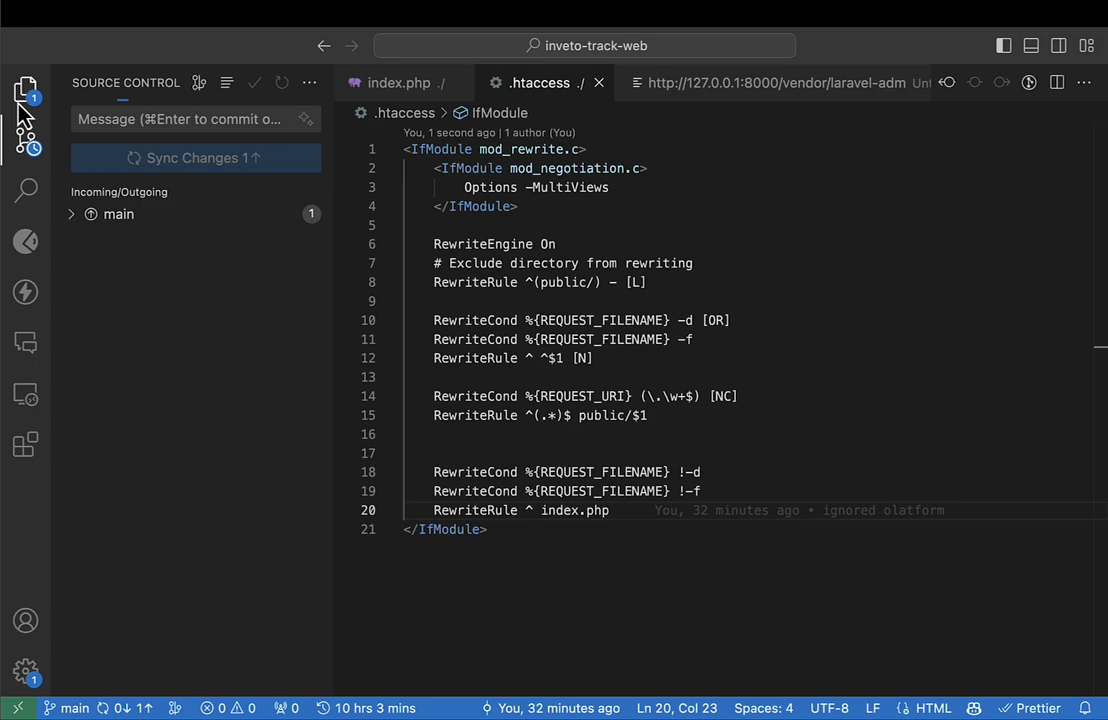 inveto-track-web
SOURCE CONTROL
index.php ./
.htaccess ./
http://127.0.0.1:8000/vendor/laravel-adm Unt
1
Message (⌘Enter to commit o...
.htaccess > IfModule
Sync Changes 1↑
You, 1 second ago | 1 author (You)
Incoming/Outgoing
main 1
1 <IfModule mod_rewrite.c>
2 <IfModule mod_negotiation.c>
3 Options -MultiViews
4 </IfModule>
5
6 RewriteEngine On
7 # Exclude directory from rewriting
8 RewriteRule ^(public/) - [L]
9
10 RewriteCond %{REQUEST_FILENAME} -d [OR]
11 RewriteCond %{REQUEST_FILENAME} -f
12 RewriteRule ^ ^$1 [N]
13
14 RewriteCond %{REQUEST_URI} (\.\w+$) [NC]
15 RewriteRule ^(.*)$ public/$1
16
17
18 RewriteCond %{REQUEST_FILENAME} !-d
19 RewriteCond %{REQUEST_FILENAME} !-f
20 RewriteRule ^ index.php You, 32 minutes ago • ignored olatform
21 </IfModule>
1
main 0↓ 1↑ 0 0 0 10 hrs 3 mins You, 32 minutes ago Ln 20, Col 23 Spaces: 4 UTF-8 LF {} HTML Prettier